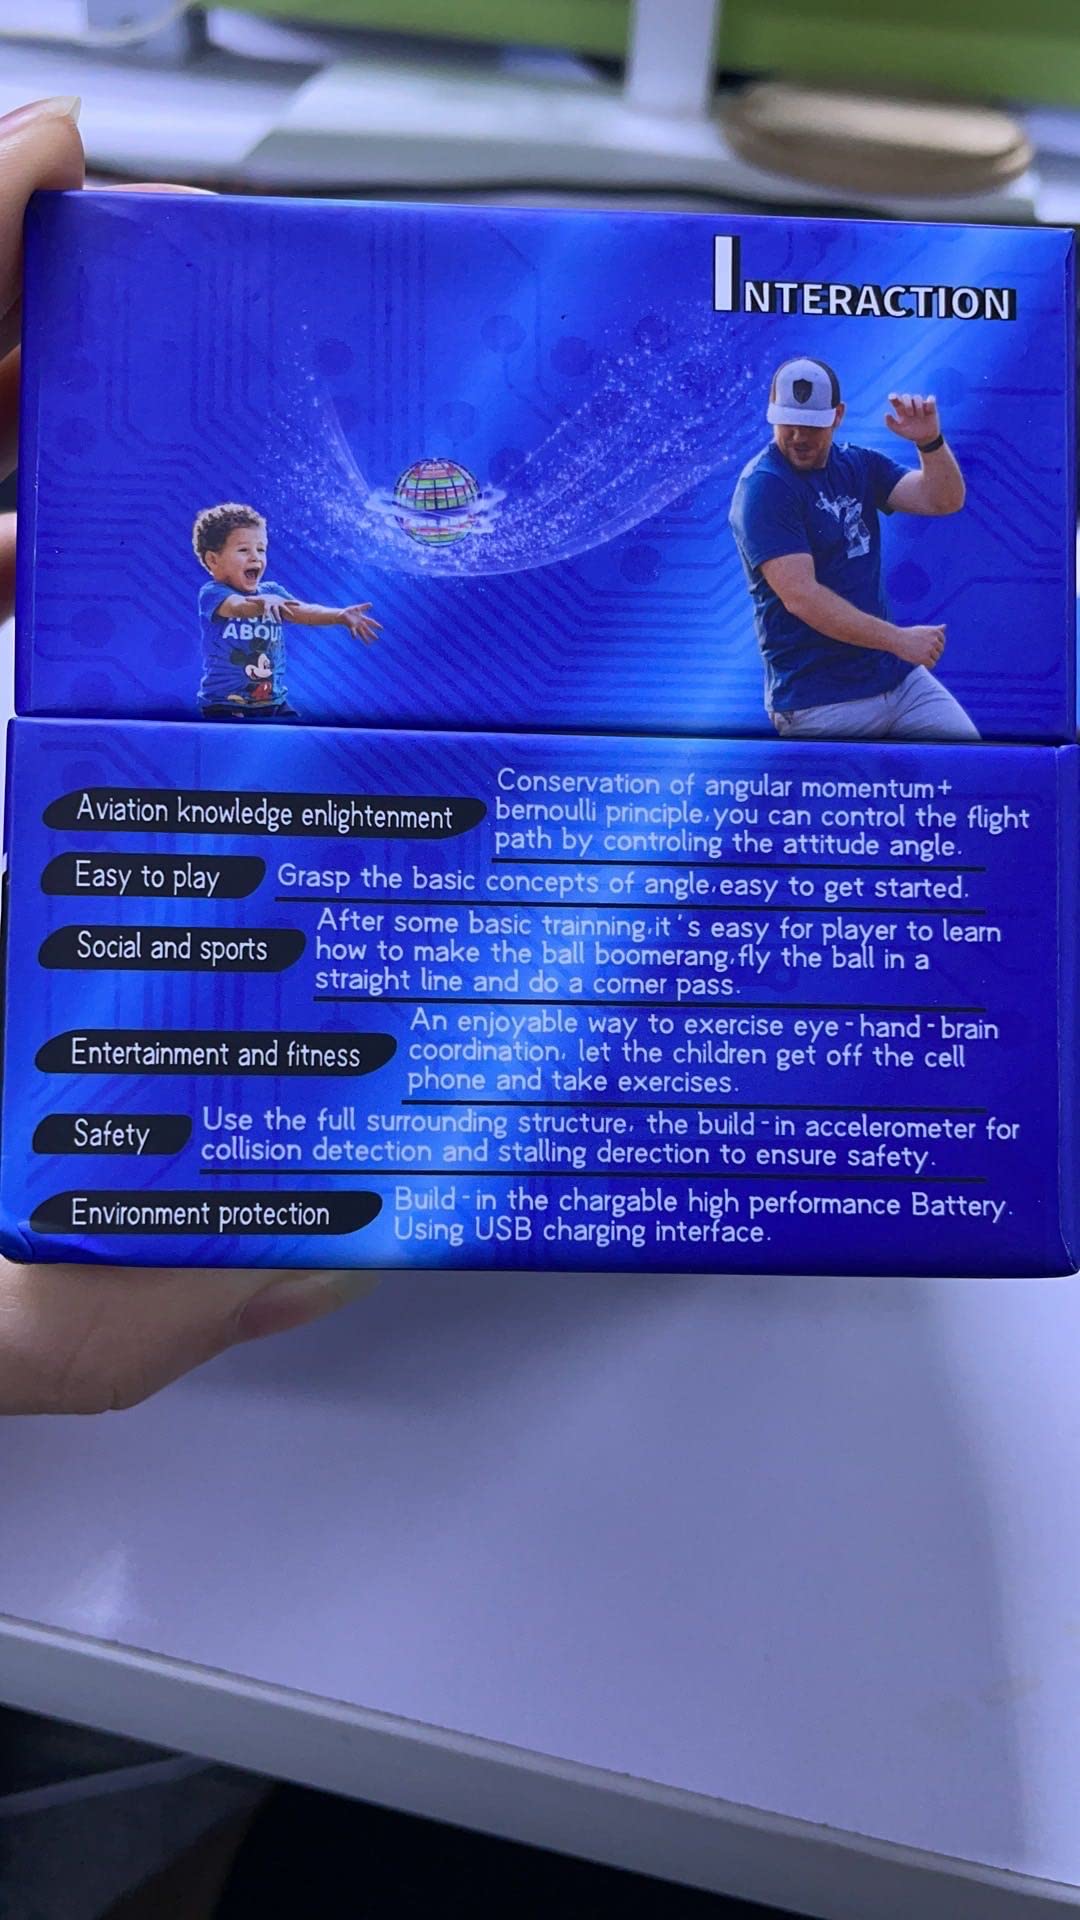 INTERACTION
ABOU
Aviation knowledge enlightenment
Conservation of angular momentum+
bernoulli principle,you can control the flight
path by controling the attitude angle.
Easy to play
Grasp the basic concepts of angle,easy to get started.
Social and sports
After some basic trainning,it's easy for player to learn
how to make the ball boomerang,fly the ball in a
straight line and do a corner pass.
Entertainment and fitness
An enjoyable way to exercise eye-hand-brain
coordination, let the children get off the cell
phone and take exercises.
Safety
Use the full surrounding structure, the build-in accelerometer for
collision detection and stalling derection to ensure safety.
Environment protection
Build-in the chargable high performance Battery.
Using USB charging interface.